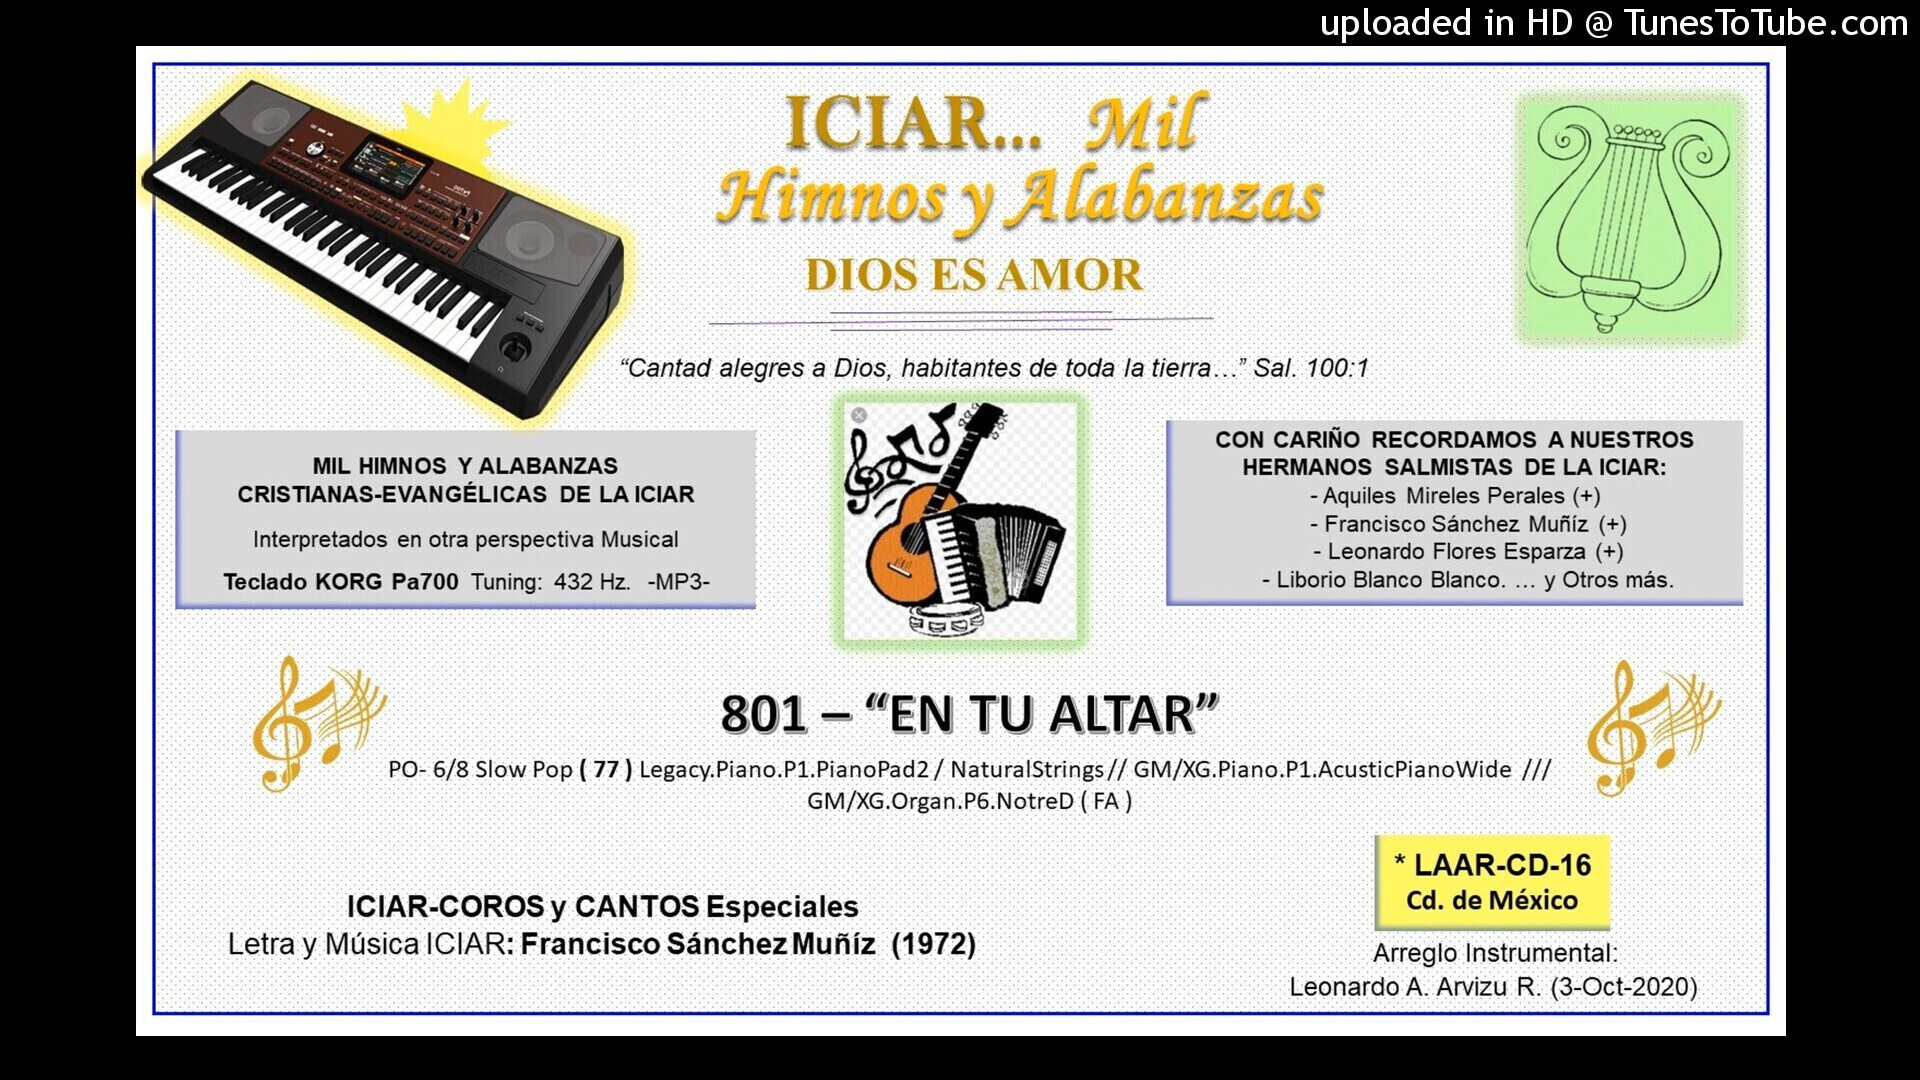 uploaded in HD @ TunesToTube.com
ICIAR... Mil
Himnos y Alabanzas
DIOS ES AMOR
“Cantad alegres a Dios, habitantes de toda la tierra…” Sal. 100:1
MIL HIMNOS Y ALABANZAS
CRISTIANAS-EVANGÉLICAS DE LA ICIAR
Interpretados en otra perspectiva Musical
Teclado KORG Pa700 Tuning: 432 Hz. -MP3-
CON CARIÑO RECORDAMOS A NUESTROS
HERMANOS SALMISTAS DE LA ICIAR:
- Aquiles Mireles Perales (+)
- Francisco Sánchez Muñíz (+)
- Leonardo Flores Esparza (+)
- Liborio Blanco Blanco. … y Otros más.
801 – “EN TU ALTAR”
PO- 6/8 Slow Pop ( 77 ) Legacy.Piano.P1.PianoPad2 / NaturalStrings // GM/XG.Piano.P1.AcusticPianoWide ///
GM/XG.Organ.P6.NotreD ( FA )
ICIAR-COROS y CANTOS Especiales
Letra y Música ICIAR: Francisco Sánchez Muñíz (1972)
* LAAR-CD-16
Cd. de México
Arreglo Instrumental:
Leonardo A. Arvizu R. (3-Oct-2020)